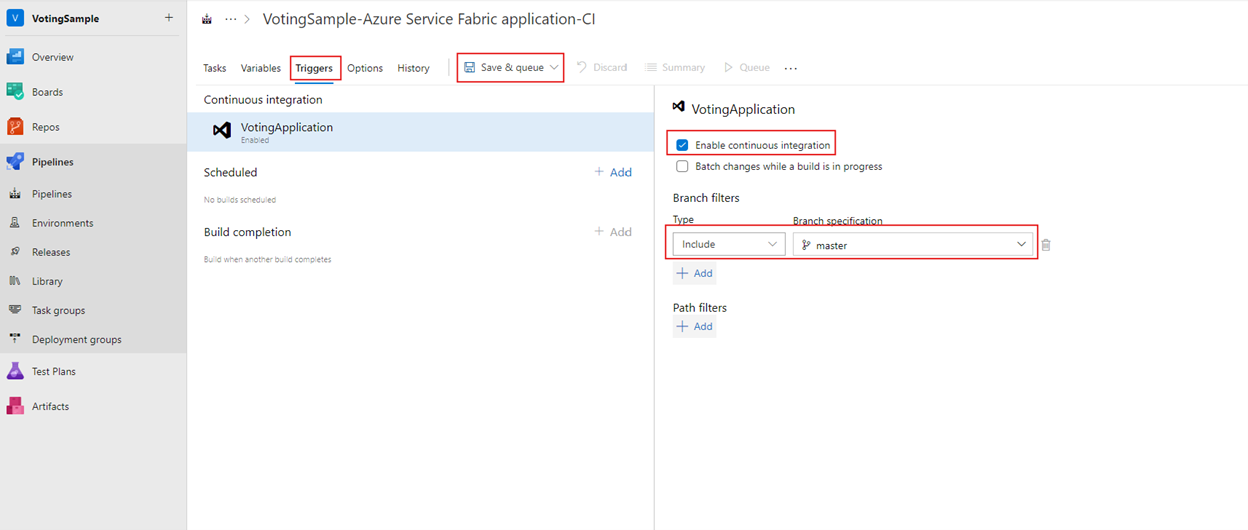 V VotingSample +
Overview
Boards
Repos
Pipelines
Pipelines
Environments
Releases
Library
Task groups
Deployment groups
Test Plans
Artifacts
··· > VotingSample-Azure Service Fabric application-CI
Tasks Variables Triggers Options History Save & queue Discard Summary Queue ···
Continuous integration
VotingApplication
Enabled
Scheduled + Add
No builds scheduled
Build completion + Add
Build when another build completes
VotingApplication
Enable continuous integration
Batch changes while a build is in progress
Branch filters
Type Branch specification
Include master
+ Add
Path filters
+ Add